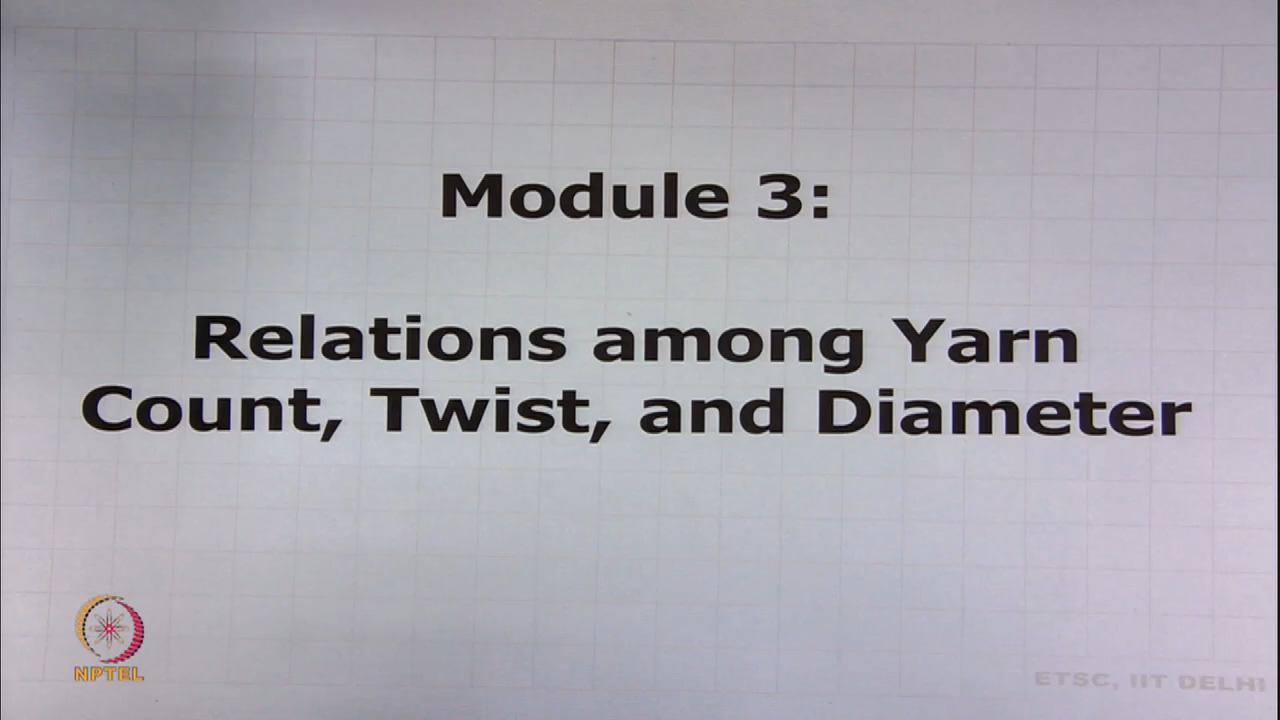 Module 3:
Relations among Yarn
Count, Twist, and Diameter
NPTEL
ETSC, IIT DELHI